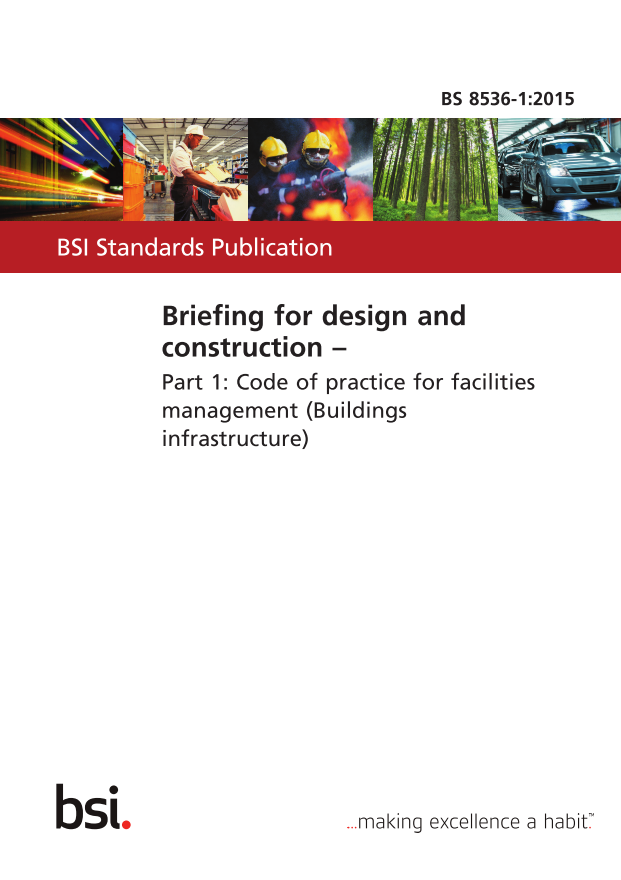 BS 8536-1:2015
BSI Standards Publication
Briefing for design and
construction –
Part 1: Code of practice for facilities
management (Buildings
infrastructure)
bsi.
...making excellence a habit.™